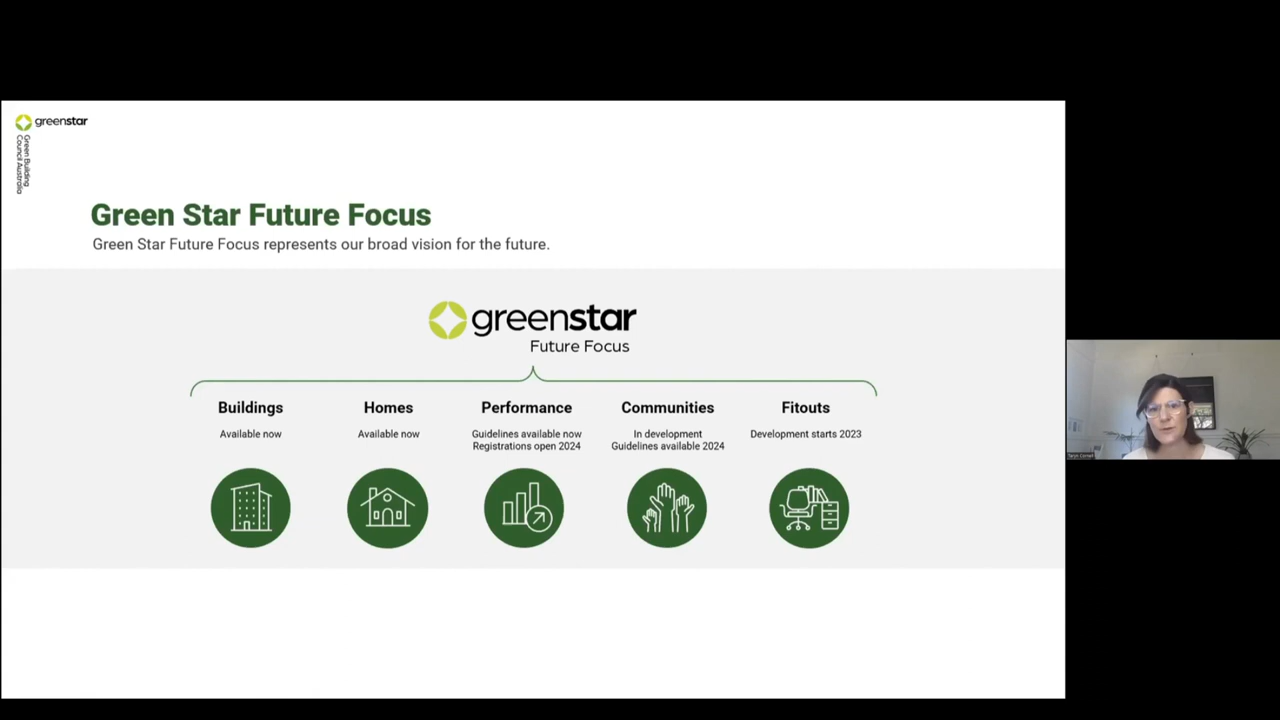 greenstar
Green Building
Council Australia
Green Star Future Focus
Green Star Future Focus represents our broad vision for the future.
greenstar
Future Focus
Buildings
Available now
Homes
Available now
Performance
Guidelines available now
Registrations open 2024
Communities
In development
Guidelines available 2024
Fitouts
Development starts 2023